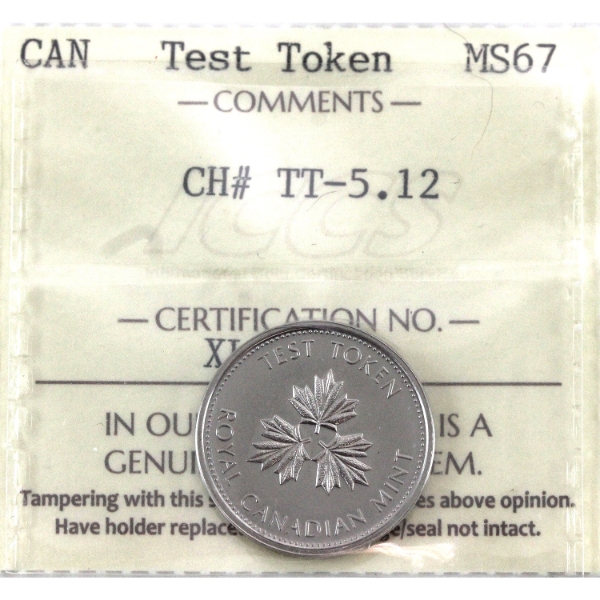 CAN Test Token MS67
— COMMENTS —
CH# TT-5.12
ICCS
— CERTIFICATION NO. —
IN OU IS A
GENUI EM.
Tampering with this s es above opinion.
Have holder replace e/seal not intact.
TEST TOKEN
ROYAL CANADIAN MINT